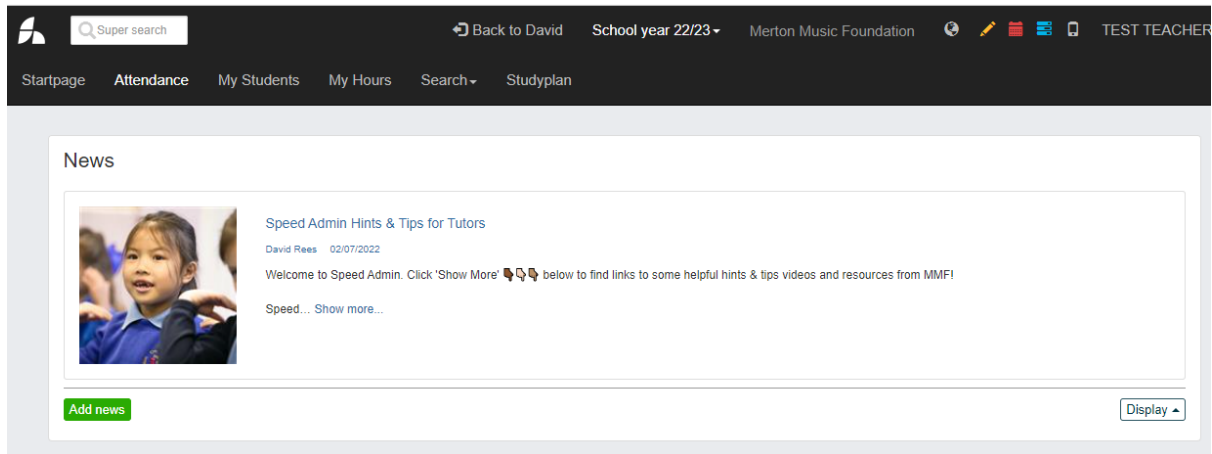 Super search Back to David School year 22/23 Merton Music Foundation TEST TEACHER
Startpage Attendance My Students My Hours Search Studyplan
News
Speed Admin Hints & Tips for Tutors
David Rees 02/07/2022
Welcome to Speed Admin. Click 'Show More' 👇🏾👇🏻👇🏾 below to find links to some helpful hints & tips videos and resources from MMF!
Speed… Show more...
Add news Display